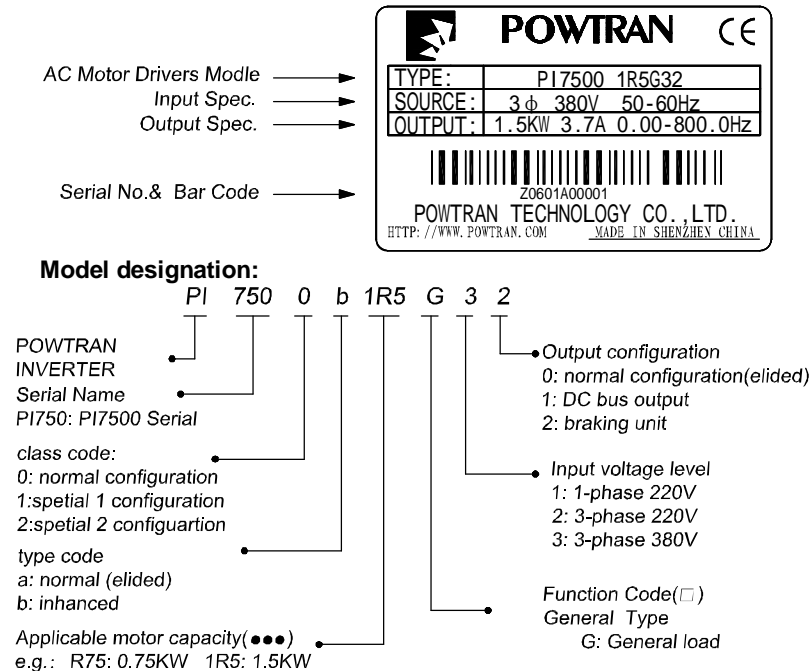 POWTRAN CE
AC Motor Drivers Modle
TYPE: PI7500 1R5G32
Input Spec.
SOURCE: 3ϕ 380V 50-60Hz
Output Spec.
OUTPUT: 1.5KW 3.7A 0.00-800.0Hz
Serial No.& Bar Code
Z0601A00001
POWTRAN TECHNOLOGY CO.,LTD.
HTTP://WWW.POWTRAN.COM MADE IN SHENZHEN CHINA
Model designation:
PI 750 0 b 1R5 G 3 2
POWTRAN
INVERTER
Serial Name
PI750: PI7500 Serial
class code:
0: normal configuration
1:spetial 1 configuration
2:spetial 2 configuartion
type code
a: normal (elided)
b: inhanced
Applicable motor capacity(●●●)
e.g.: R75: 0.75KW 1R5: 1.5KW
Output configuration
0: normal configuration(elided)
1: DC bus output
2: braking unit
Input voltage level
1: 1-phase 220V
2: 3-phase 220V
3: 3-phase 380V
Function Code(□)
General Type
G: General load